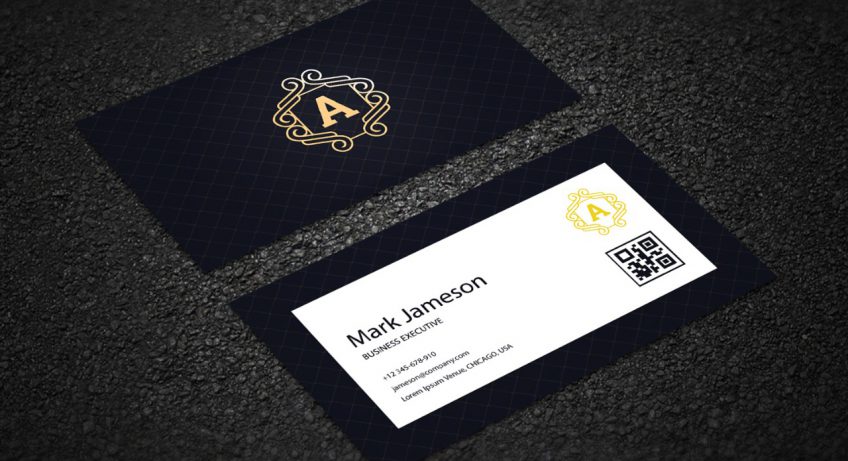 A
A
Mark Jameson
BUSINESS EXECUTIVE
+12 345-678-910
jameson@company.com
Lorem Ipsum Venue, CHICAGO, USA